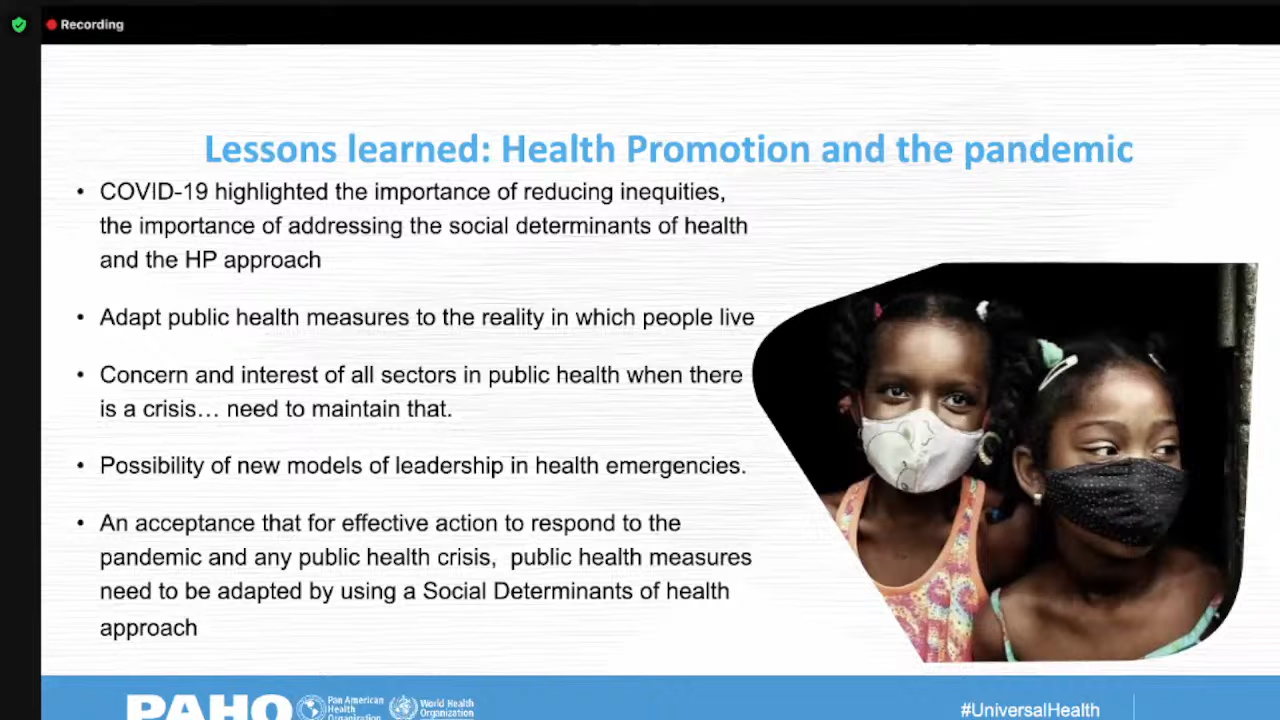 Recording
Lessons learned: Health Promotion and the pandemic
• COVID-19 highlighted the importance of reducing inequities,
the importance of addressing the social determinants of health
and the HP approach
• Adapt public health measures to the reality in which people live
• Concern and interest of all sectors in public health when there
is a crisis… need to maintain that.
• Possibility of new models of leadership in health emergencies.
• An acceptance that for effective action to respond to the
pandemic and any public health crisis,  public health measures
need to be adapted by using a Social Determinants of health
approach
PAHO
Pan American
Health
Organization
World Health
Organization
#UniversalHealth